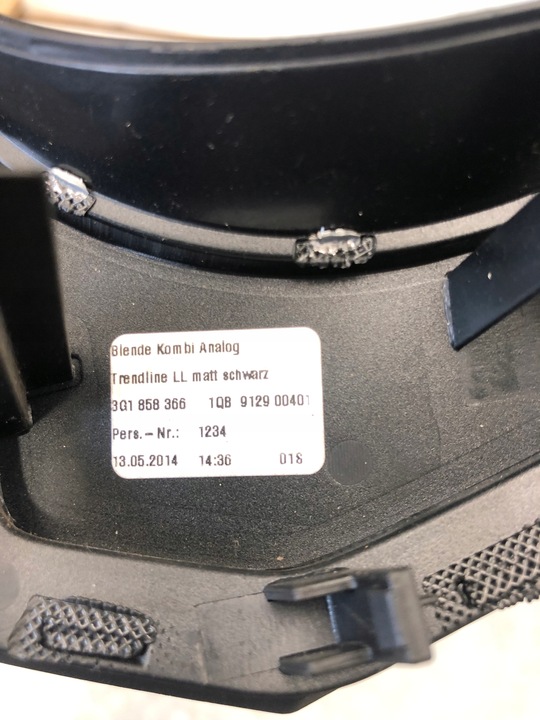 Blende Kombi Analog
Trendline LL matt schwarz
3G1 858 366 1QB 9129 00401
Pers.-Nr.: 1234
13.05.2014 14:36 01S